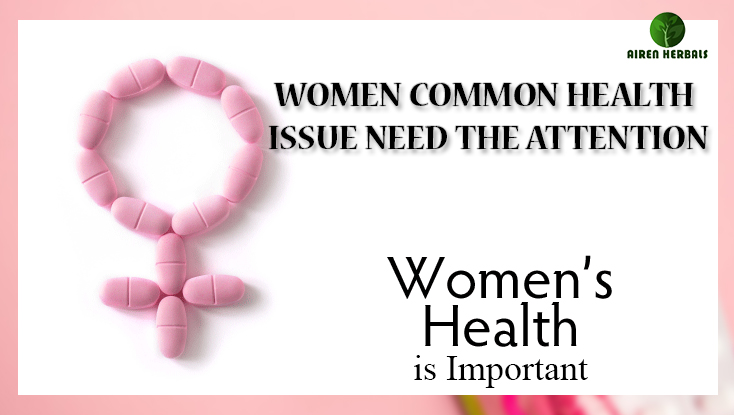 AIREN HERBALS
WOMEN COMMON HEALTH
ISSUE NEED THE ATTENTION
Women's
Health
is Important